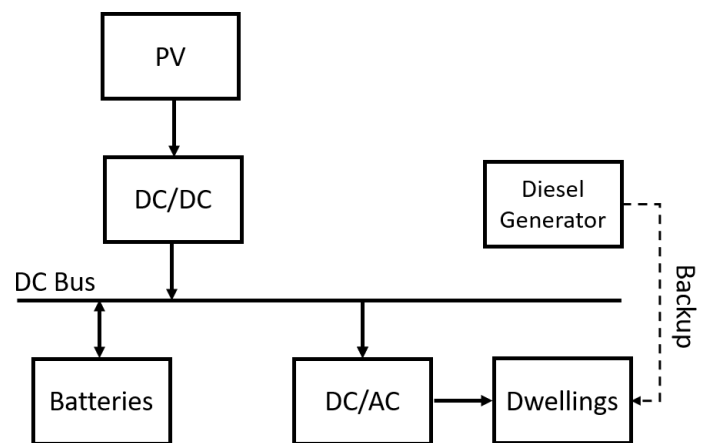 PV
DC/DC
Diesel
Generator
DC Bus
Backup
Batteries
DC/AC
Dwellings